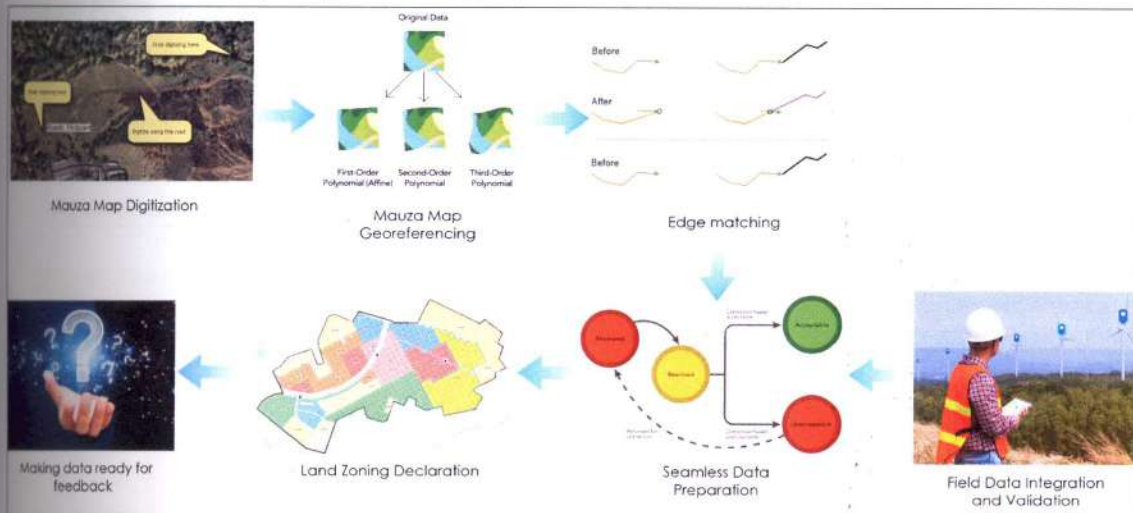 Original Data
First-Order
Polynomial (Affine)
Second-Order
Polynomial
Third-Order
Polynomial
Mauza Map Digitization
Mauza Map
Georeferencing
Before
After
Before
Edge matching
Making data ready for
feedback
Land Zoning Declaration
Seamless Data
Preparation
Field Data Integration
and Validation